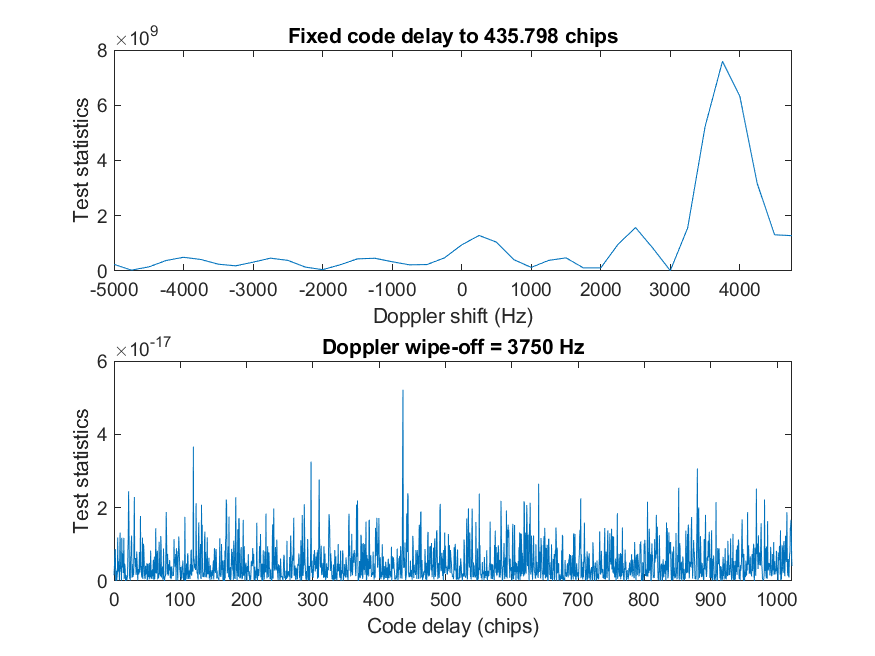 Fixed code delay to 435.798 chips
×10^9
8
6
4
2
0
Test statistics
-5000 -4000 -3000 -2000 -1000 0 1000 2000 3000 4000
Doppler shift (Hz)
Doppler wipe-off = 3750 Hz
×10^-17
6
4
2
0
Test statistics
0 100 200 300 400 500 600 700 800 900 1000
Code delay (chips)